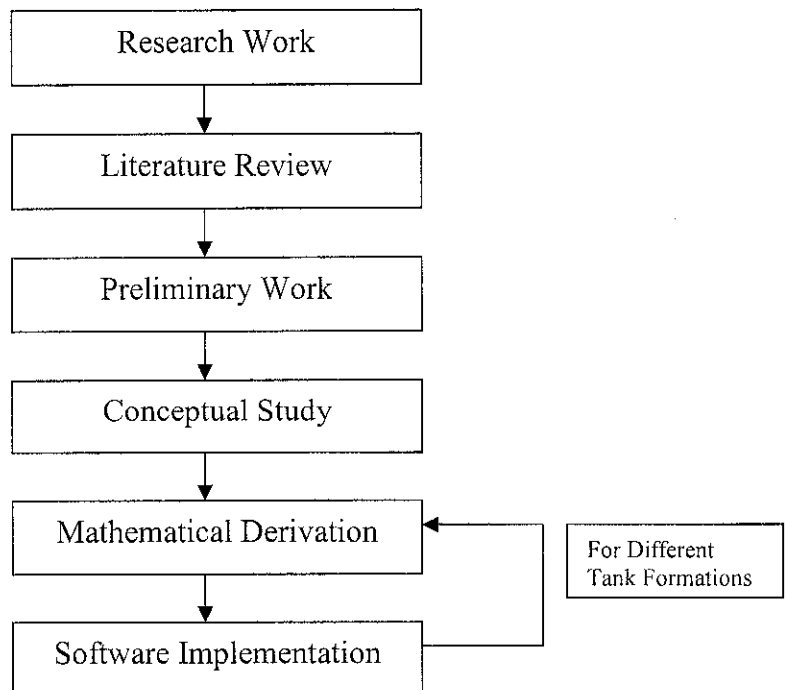 Research Work
Literature Review
Preliminary Work
Conceptual Study
Mathematical Derivation
For Different
Tank Formations
Software Implementation